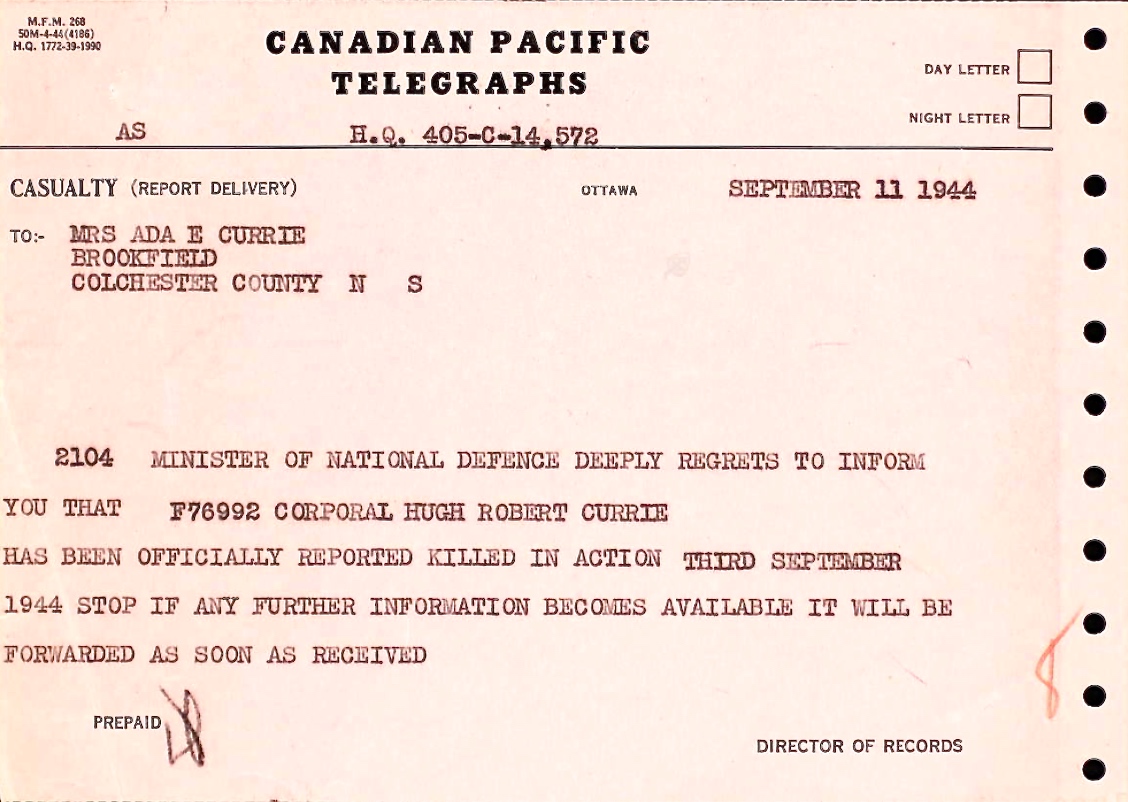 M.F.M. 268
50M-4-44(4186)
H.Q. 1772-39-1990
CANADIAN PACIFIC
TELEGRAPHS
DAY LETTER
NIGHT LETTER
AS H.Q. 405-C-14,572
CASUALTY (REPORT DELIVERY) OTTAWA SEPTEMBER 11 1944
TO:- MRS ADA E CURRIE
BROOKFIELD
COLCHESTER COUNTY N S
2104 MINISTER OF NATIONAL DEFENCE DEEPLY REGRETS TO INFORM
YOU THAT F76992 CORPORAL HUGH ROBERT CURRIE
HAS BEEN OFFICIALLY REPORTED KILLED IN ACTION THIRD SEPTEMBER
1944 STOP IF ANY FURTHER INFORMATION BECOMES AVAILABLE IT WILL BE
FORWARDED AS SOON AS RECEIVED
8
PREPAID
DIRECTOR OF RECORDS